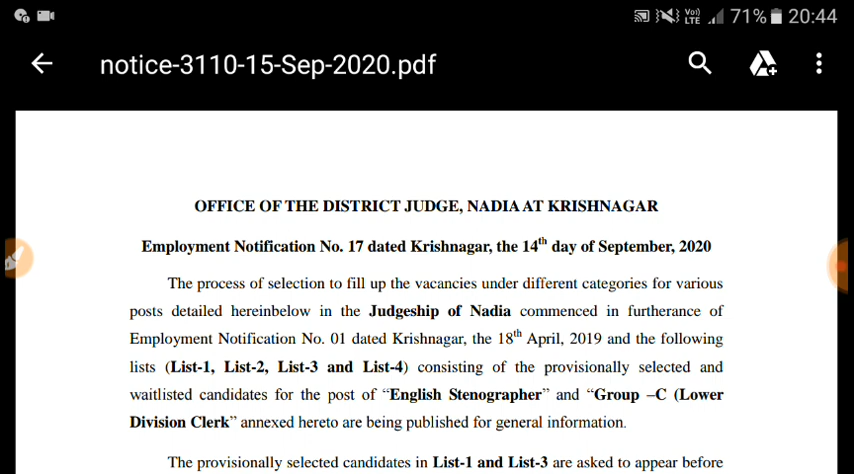 Vo) LTE 71% 20:44
notice-3110-15-Sep-2020.pdf
OFFICE OF THE DISTRICT JUDGE, NADIA AT KRISHNAGAR
Employment Notification No. 17 dated Krishnagar, the 14th day of September, 2020
The process of selection to fill up the vacancies under different categories for various
posts detailed hereinbelow in the Judgeship of Nadia commenced in furtherance of
Employment Notification No. 01 dated Krishnagar, the 18th April, 2019 and the following
lists (List-1, List-2, List-3 and List-4) consisting of the provisionally selected and
waitlisted candidates for the post of “English Stenographer” and “Group –C (Lower
Division Clerk” annexed hereto are being published for general information.
The provisionally selected candidates in List-1 and List-3 are asked to appear before